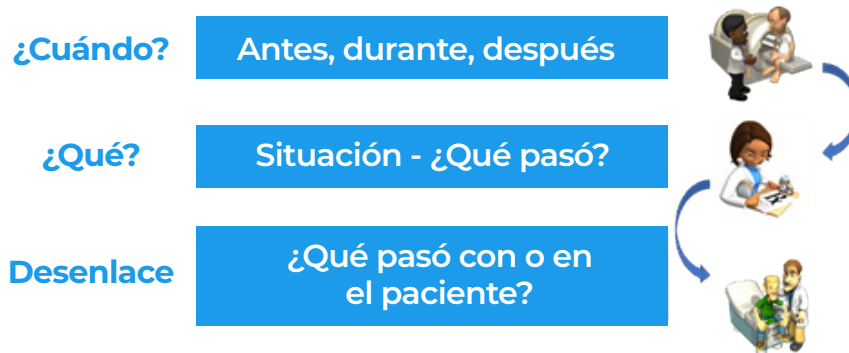 ¿Cuándo?
Antes, durante, después
¿Qué?
Situación - ¿Qué pasó?
Desenlace
¿Qué pasó con o en
el paciente?